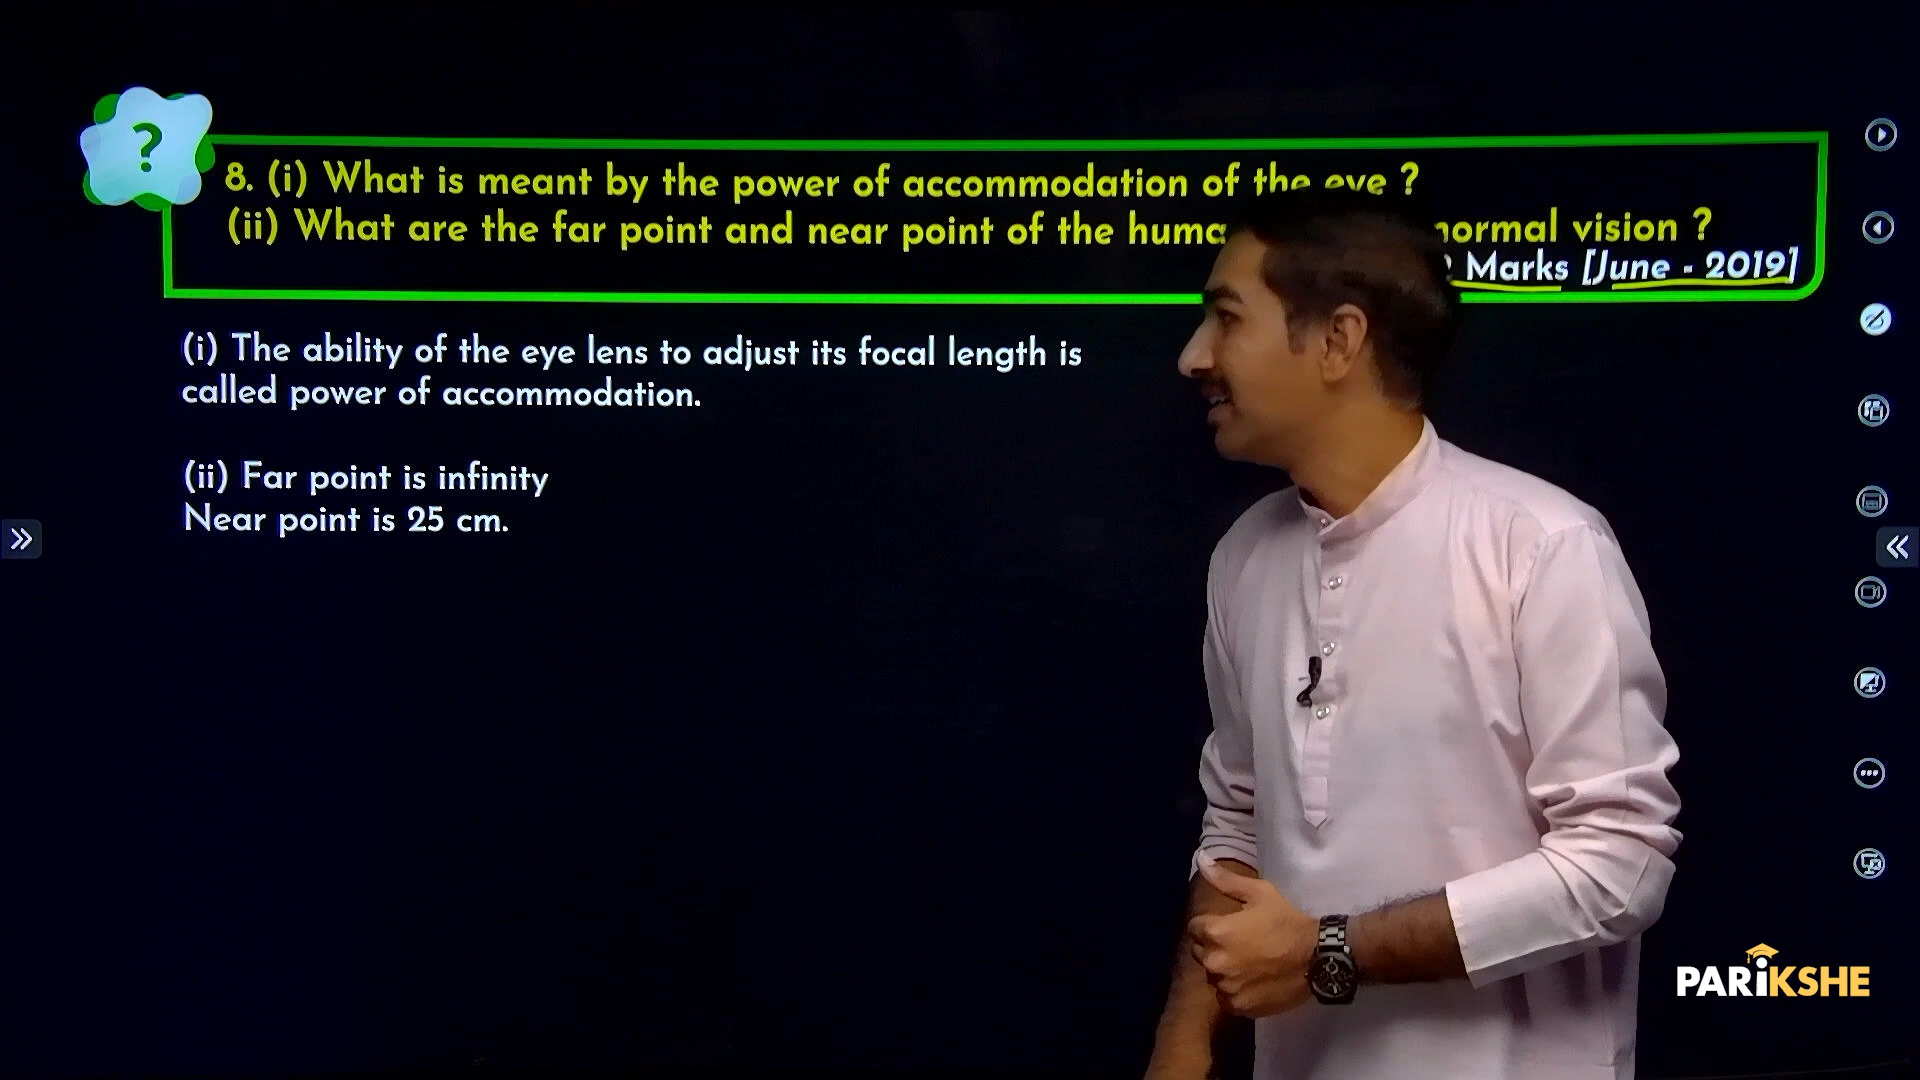 ?
8. (i) What is meant by the power of accommodation of the eye ?
(ii) What are the far point and near point of the normal vision ?
Marks [June - 2019]
(i) The ability of the eye lens to adjust its focal length is
called power of accommodation.
(ii) Far point is infinity
Near point is 25 cm.
PARIKSHE